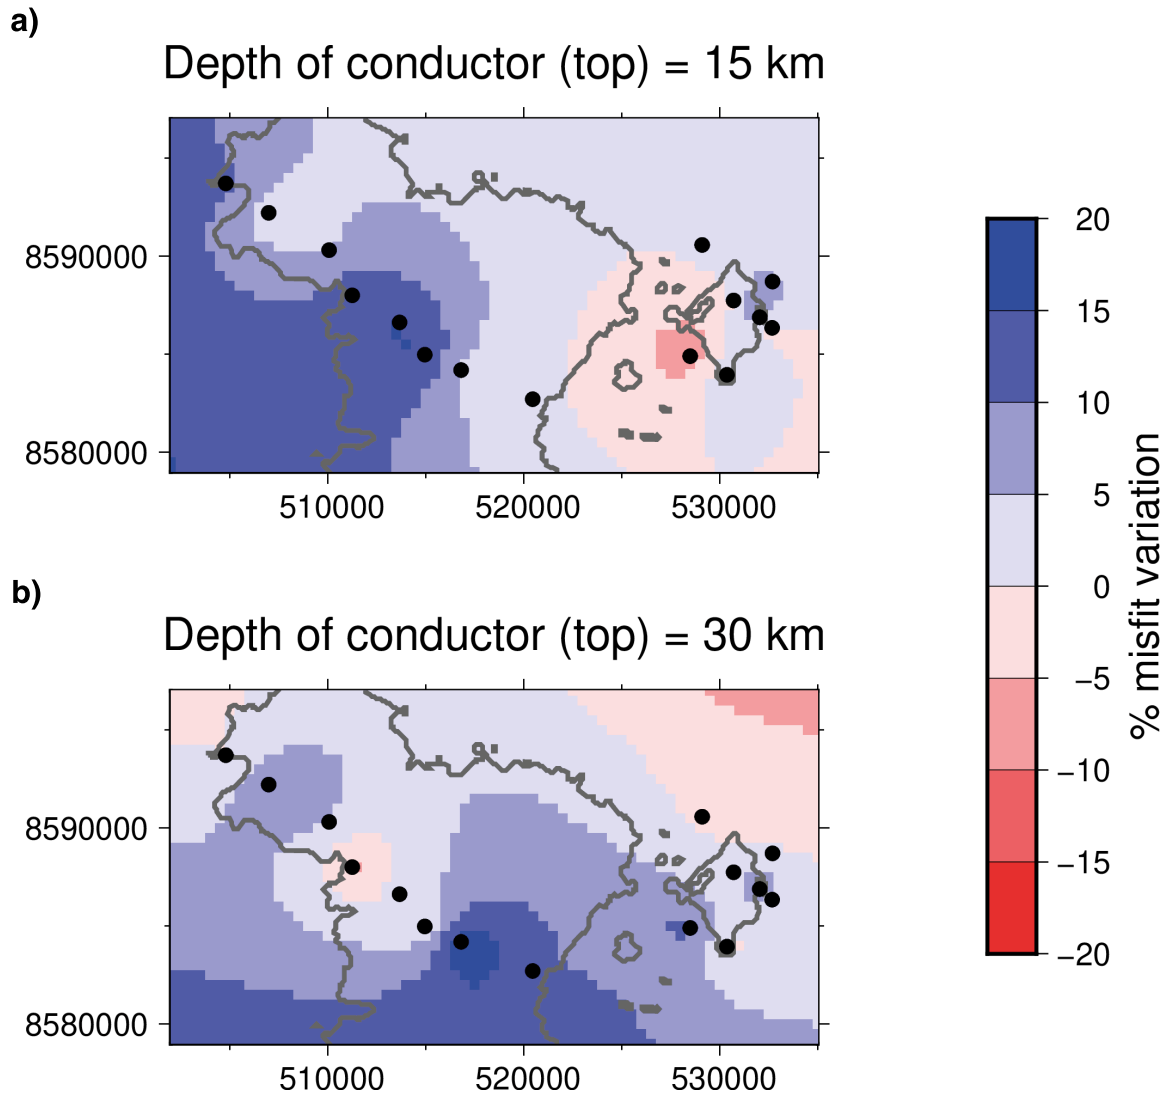 a)
Depth of conductor (top) = 15 km
8590000
8580000
510000 520000 530000
b)
Depth of conductor (top) = 30 km
8590000
8580000
510000 520000 530000
20
15
10
5
0
−5
−10
−15
−20
% misfit variation